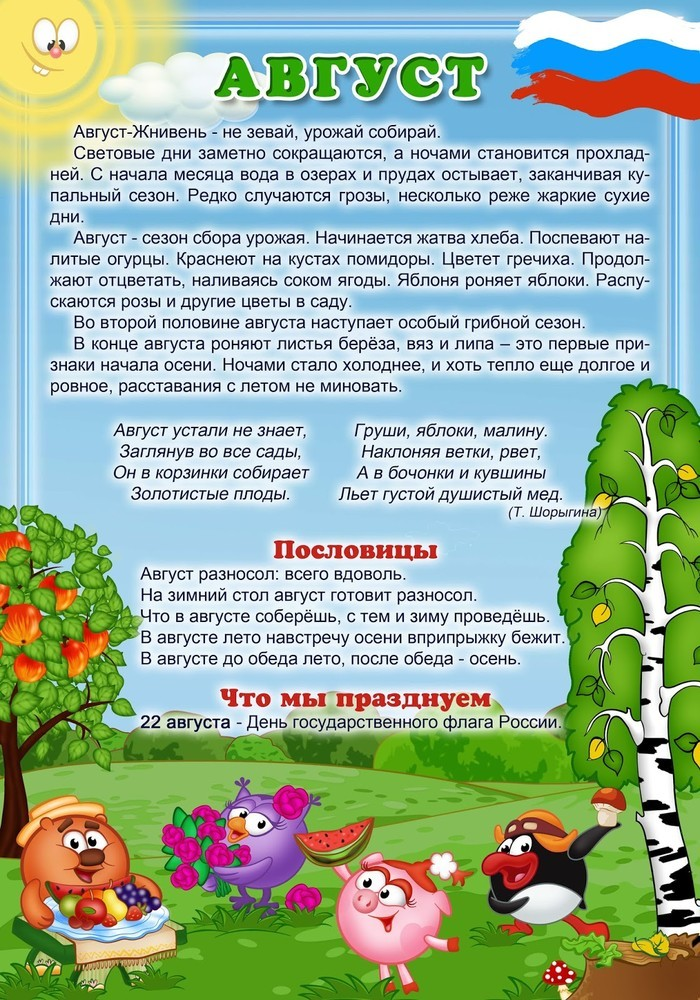 АВГУСТ
Август-Жнивень - не зевай, урожай собирай.
Световые дни заметно сокращаются, а ночами становится прохлад-
ней. С начала месяца вода в озерах и прудах остывает, заканчивая ку-
пальный сезон. Редко случаются грозы, несколько реже жаркие сухие
дни.
Август - сезон сбора урожая. Начинается жатва хлеба. Поспевают на-
литые огурцы. Краснеют на кустах помидоры. Цветет гречиха. Продол-
жают отцветать, наливаясь соком ягоды. Яблоня роняет яблоки. Распу-
скаются розы и другие цветы в саду.
Во второй половине августа наступает особый грибной сезон.
В конце августа роняют листья берёза, вяз и липа – это первые при-
знаки начала осени. Ночами стало холоднее, и хоть тепло еще долгое и
ровное, расставания с летом не миновать.
Август устали не знает,
Заглянув во все сады,
Он в корзинки собирает
Золотистые плоды.
Груши, яблоки, малину.
Наклоняя ветки, рвет,
А в бочонки и кувшины
Льет густой душистый мед.
(Т. Шорыгина)
Пословицы
Август разносол: всего вдоволь.
На зимний стол август готовит разносол.
Что в августе соберёшь, с тем и зиму проведёшь.
В августе лето навстречу осени вприпрыжку бежит.
В августе до обеда лето, после обеда - осень.
Что мы празднуем
22 августа - День государственного флага России.